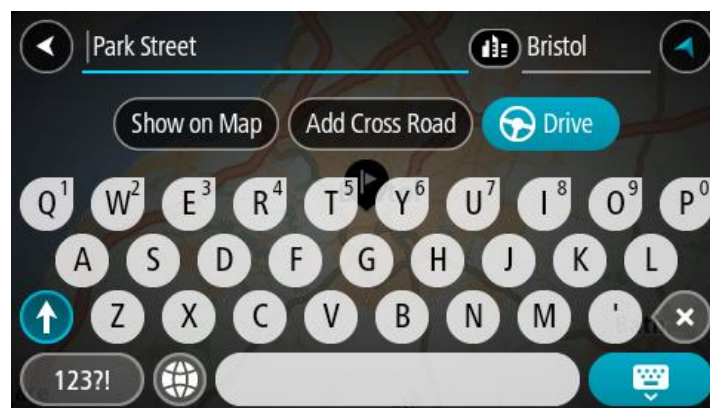 Park Street Bristol
Show on Map Add Cross Road Drive
Q1 W2 E3 R4 T5 Y6 U7 I8 O9 P0
A S D F G H J K L
Z X C V B N M '
123?!